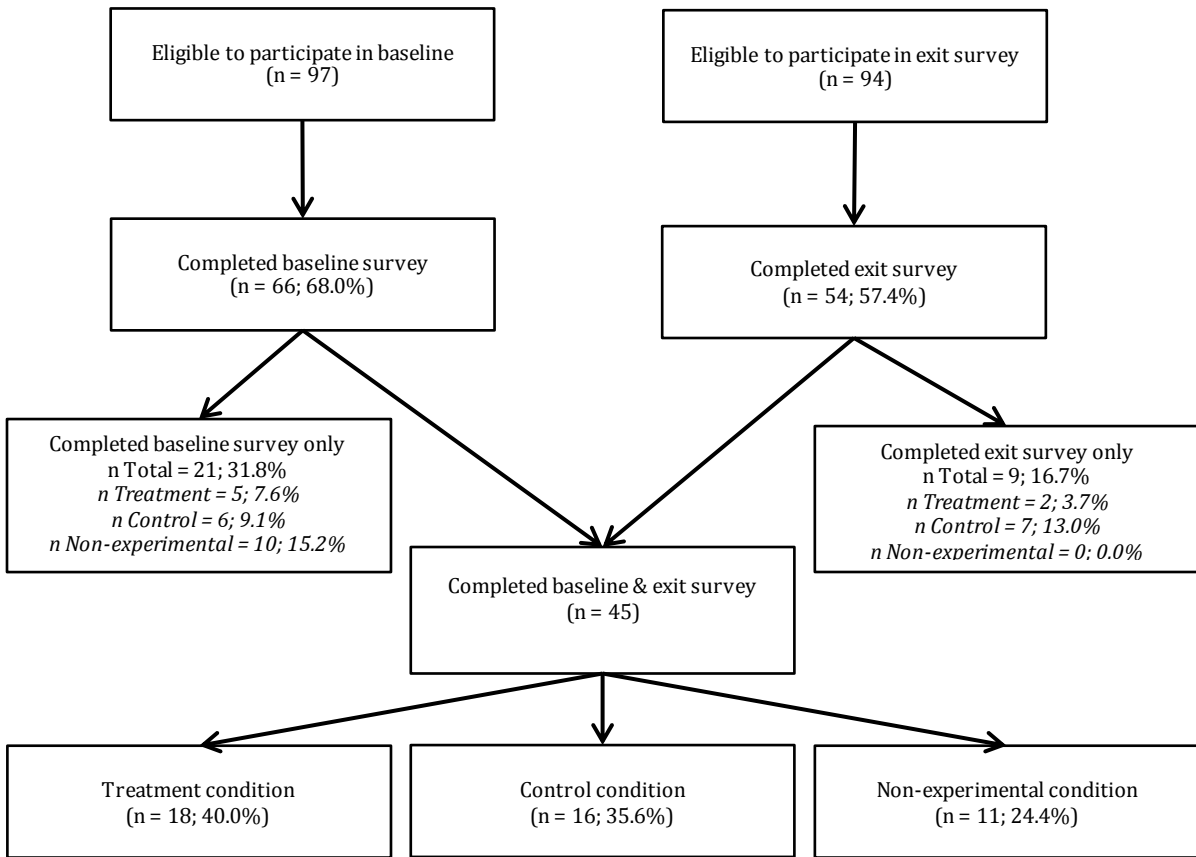 Eligible to participate in baseline
(n = 97)
Eligible to participate in exit survey
(n = 94)
Completed baseline survey
(n = 66; 68.0%)
Completed exit survey
(n = 54; 57.4%)
Completed baseline survey only
n Total = 21; 31.8%
n Treatment = 5; 7.6%
n Control = 6; 9.1%
n Non-experimental = 10; 15.2%
Completed exit survey only
n Total = 9; 16.7%
n Treatment = 2; 3.7%
n Control = 7; 13.0%
n Non-experimental = 0; 0.0%
Completed baseline & exit survey
(n = 45)
Treatment condition
(n = 18; 40.0%)
Control condition
(n = 16; 35.6%)
Non-experimental condition
(n = 11; 24.4%)